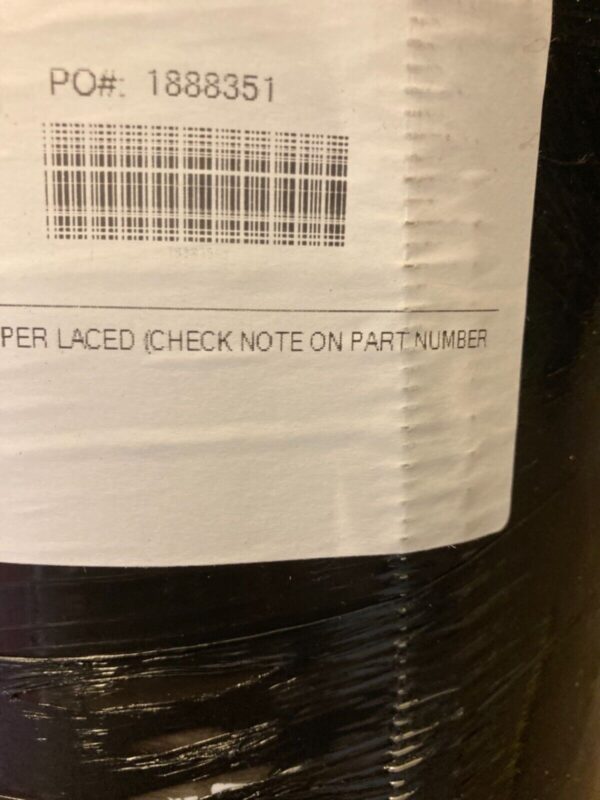 PO#: 1888351
PER LACED (CHECK NOTE ON PART NUMBER